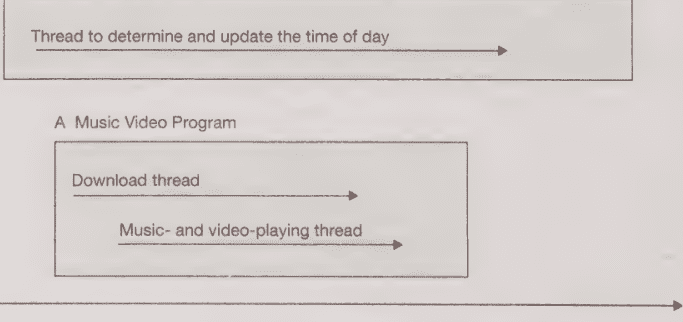 Thread to determine and update the time of day
A Music Video Program
Download thread
Music- and video-playing thread